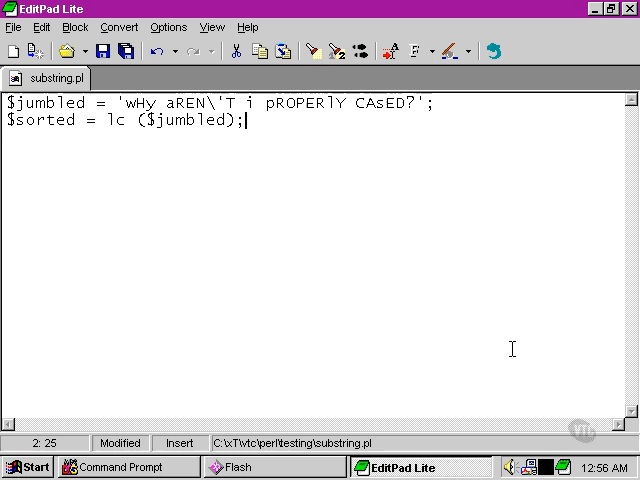 EditPad Lite
File Edit Block Convert Options View Help
substring.pl
$jumbled = 'wHy aREN\'T i pROPERlY CAsED?';
$sorted = lc ($jumbled);
2: 25 Modified Insert C:\xT\vtc\perl\testing\substring.pl
Start Command Prompt Flash EditPad Lite 12:56 AM